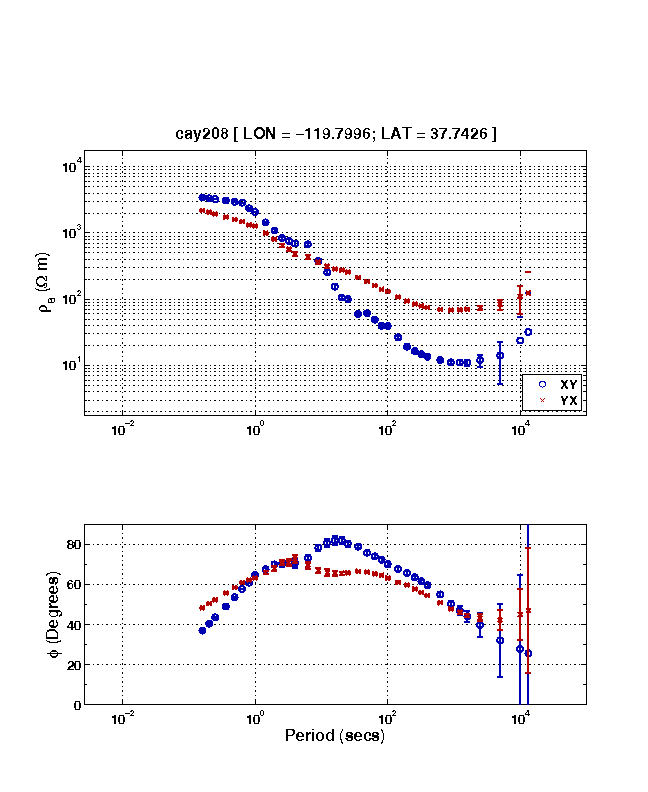 cay208 [ LON = −119.7996; LAT = 37.7426 ]
ρa (Ω m)
10^4
10^3
10^2
10^1
10^−2
10^0
10^2
10^4
XY
YX
φ (Degrees)
80
60
40
20
0
10^−2
10^0
10^2
10^4
Period (secs)